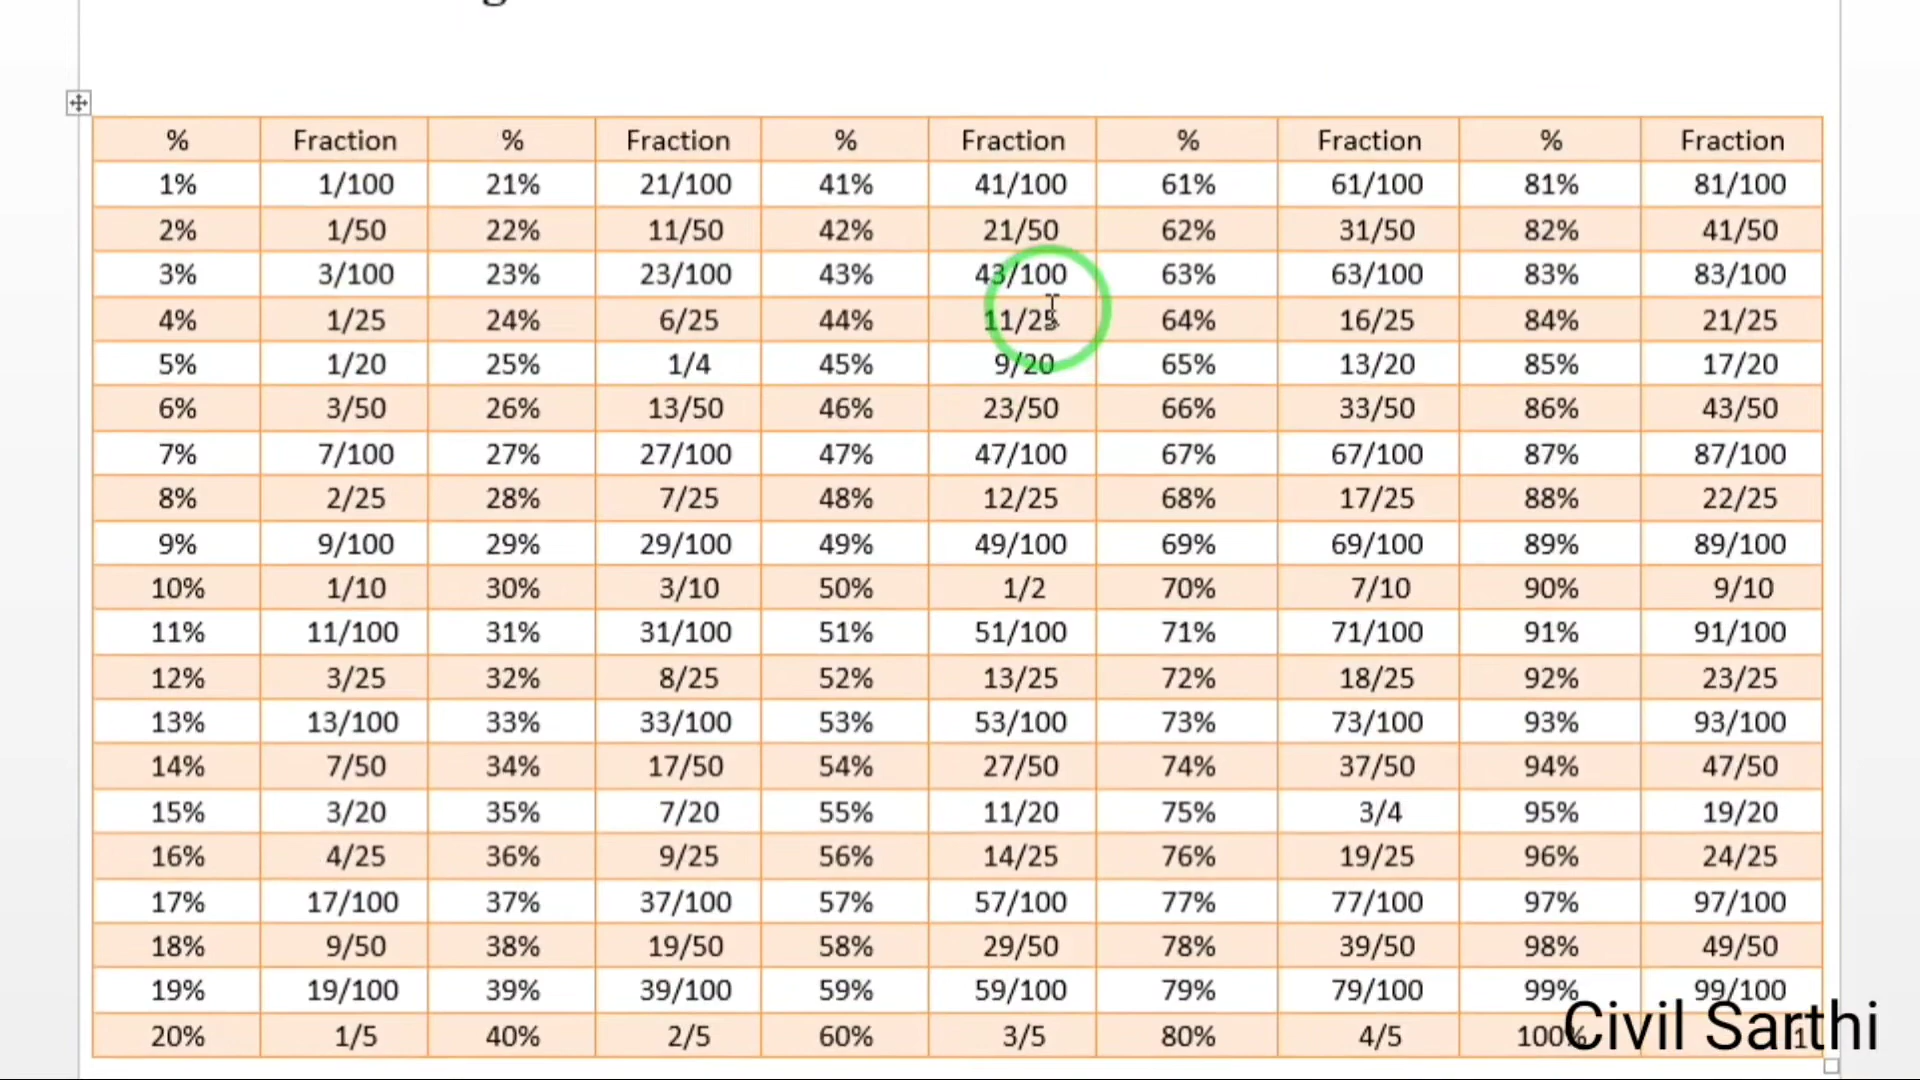 % Fraction % Fraction % Fraction % Fraction % Fraction
1% 1/100 21% 21/100 41% 41/100 61% 61/100 81% 81/100
2% 1/50 22% 11/50 42% 21/50 62% 31/50 82% 41/50
3% 3/100 23% 23/100 43% 43/100 63% 63/100 83% 83/100
4% 1/25 24% 6/25 44% 11/25 64% 16/25 84% 21/25
5% 1/20 25% 1/4 45% 9/20 65% 13/20 85% 17/20
6% 3/50 26% 13/50 46% 23/50 66% 33/50 86% 43/50
7% 7/100 27% 27/100 47% 47/100 67% 67/100 87% 87/100
8% 2/25 28% 7/25 48% 12/25 68% 17/25 88% 22/25
9% 9/100 29% 29/100 49% 49/100 69% 69/100 89% 89/100
10% 1/10 30% 3/10 50% 1/2 70% 7/10 90% 9/10
11% 11/100 31% 31/100 51% 51/100 71% 71/100 91% 91/100
12% 3/25 32% 8/25 52% 13/25 72% 18/25 92% 23/25
13% 13/100 33% 33/100 53% 53/100 73% 73/100 93% 93/100
14% 7/50 34% 17/50 54% 27/50 74% 37/50 94% 47/50
15% 3/20 35% 7/20 55% 11/20 75% 3/4 95% 19/20
16% 4/25 36% 9/25 56% 14/25 76% 19/25 96% 24/25
17% 17/100 37% 37/100 57% 57/100 77% 77/100 97% 97/100
18% 9/50 38% 19/50 58% 29/50 78% 39/50 98% 49/50
19% 19/100 39% 39/100 59% 59/100 79% 79/100 99% 99/100
20% 1/5 40% 2/5 60% 3/5 80% 4/5 100% 1
Civil Sarthi